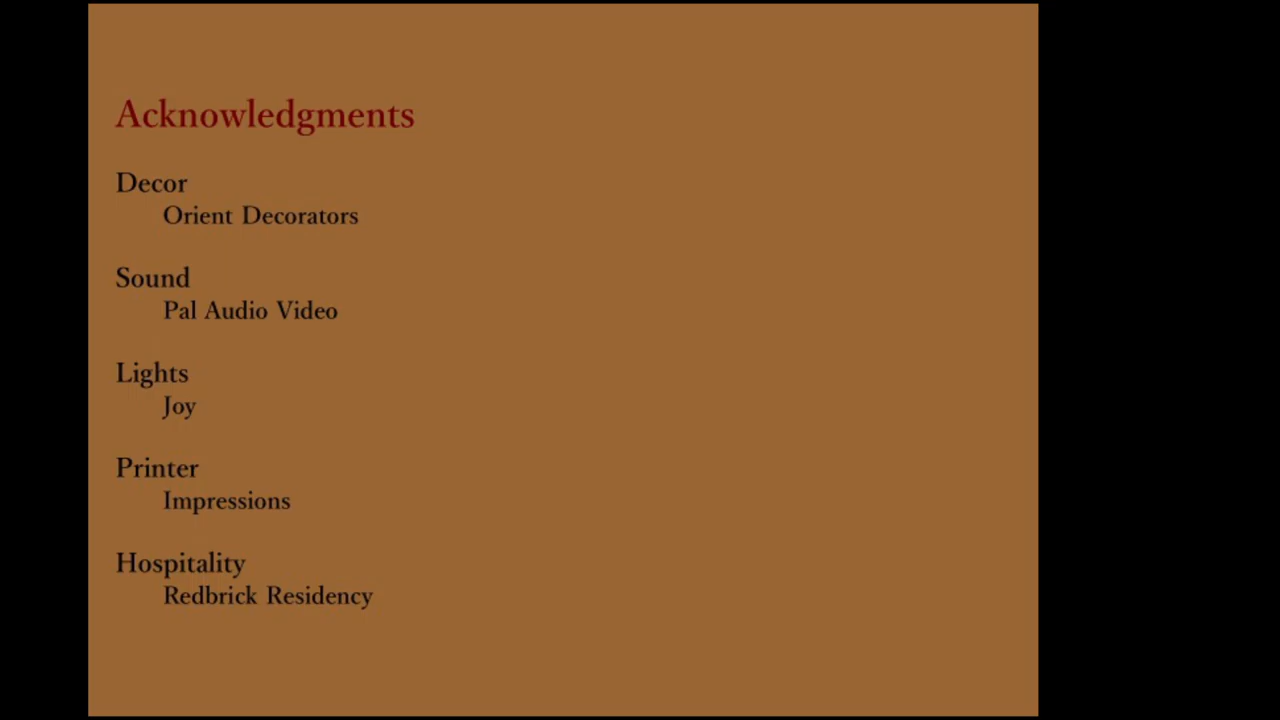 Acknowledgments
Decor
Orient Decorators
Sound
Pal Audio Video
Lights
Joy
Printer
Impressions
Hospitality
Redbrick Residency